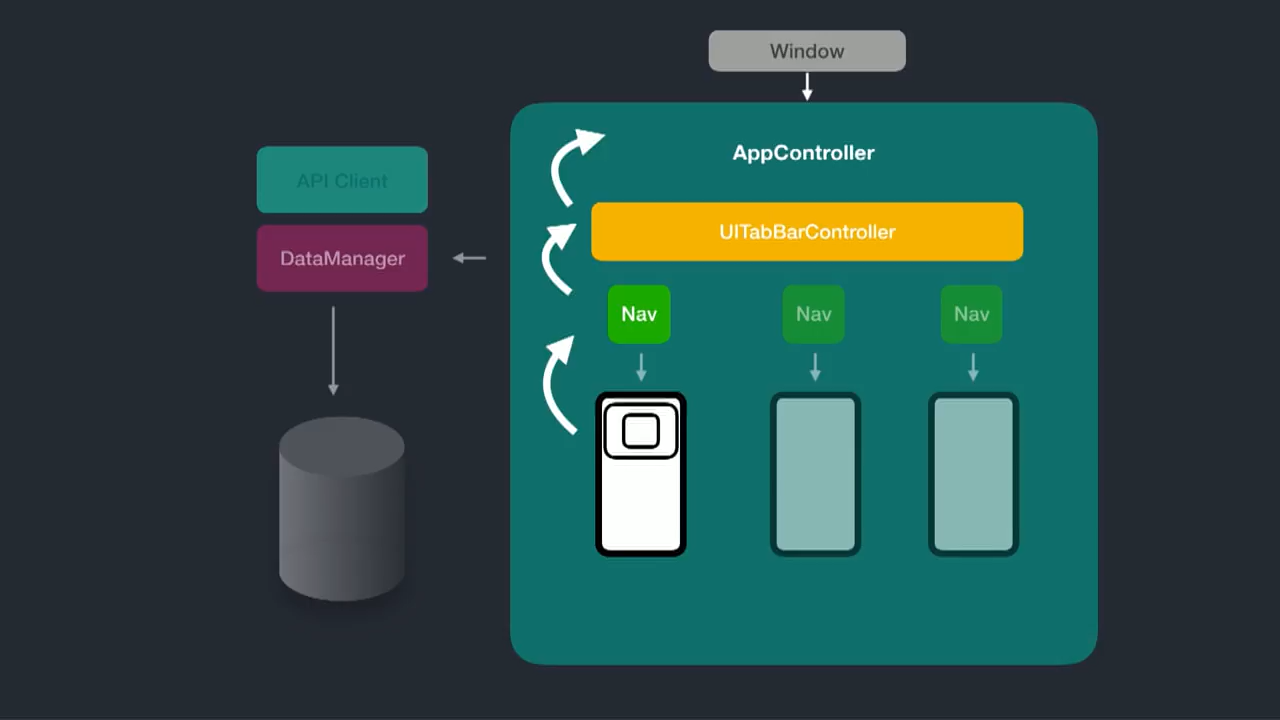 Window
AppController
API Client
UITabBarController
DataManager
Nav
Nav
Nav